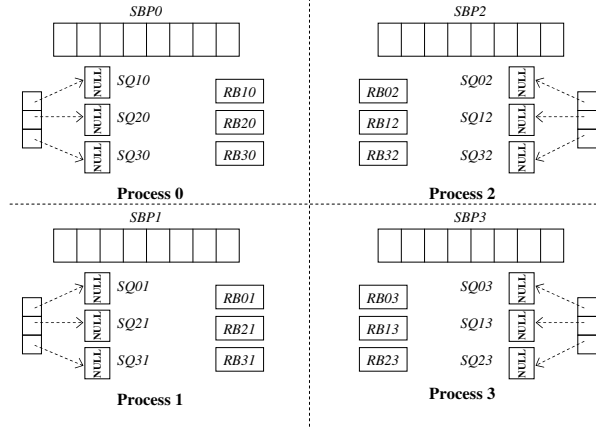 SBP0
NULL
SQ10
RB10
NULL
SQ20
RB20
NULL
SQ30
RB30
Process 0
SBP2
RB02
SQ02
NULL
RB12
SQ12
NULL
RB32
SQ32
NULL
Process 2
SBP1
NULL
SQ01
RB01
NULL
SQ21
RB21
NULL
SQ31
RB31
Process 1
SBP3
RB03
SQ03
NULL
RB13
SQ13
NULL
RB23
SQ23
NULL
Process 3